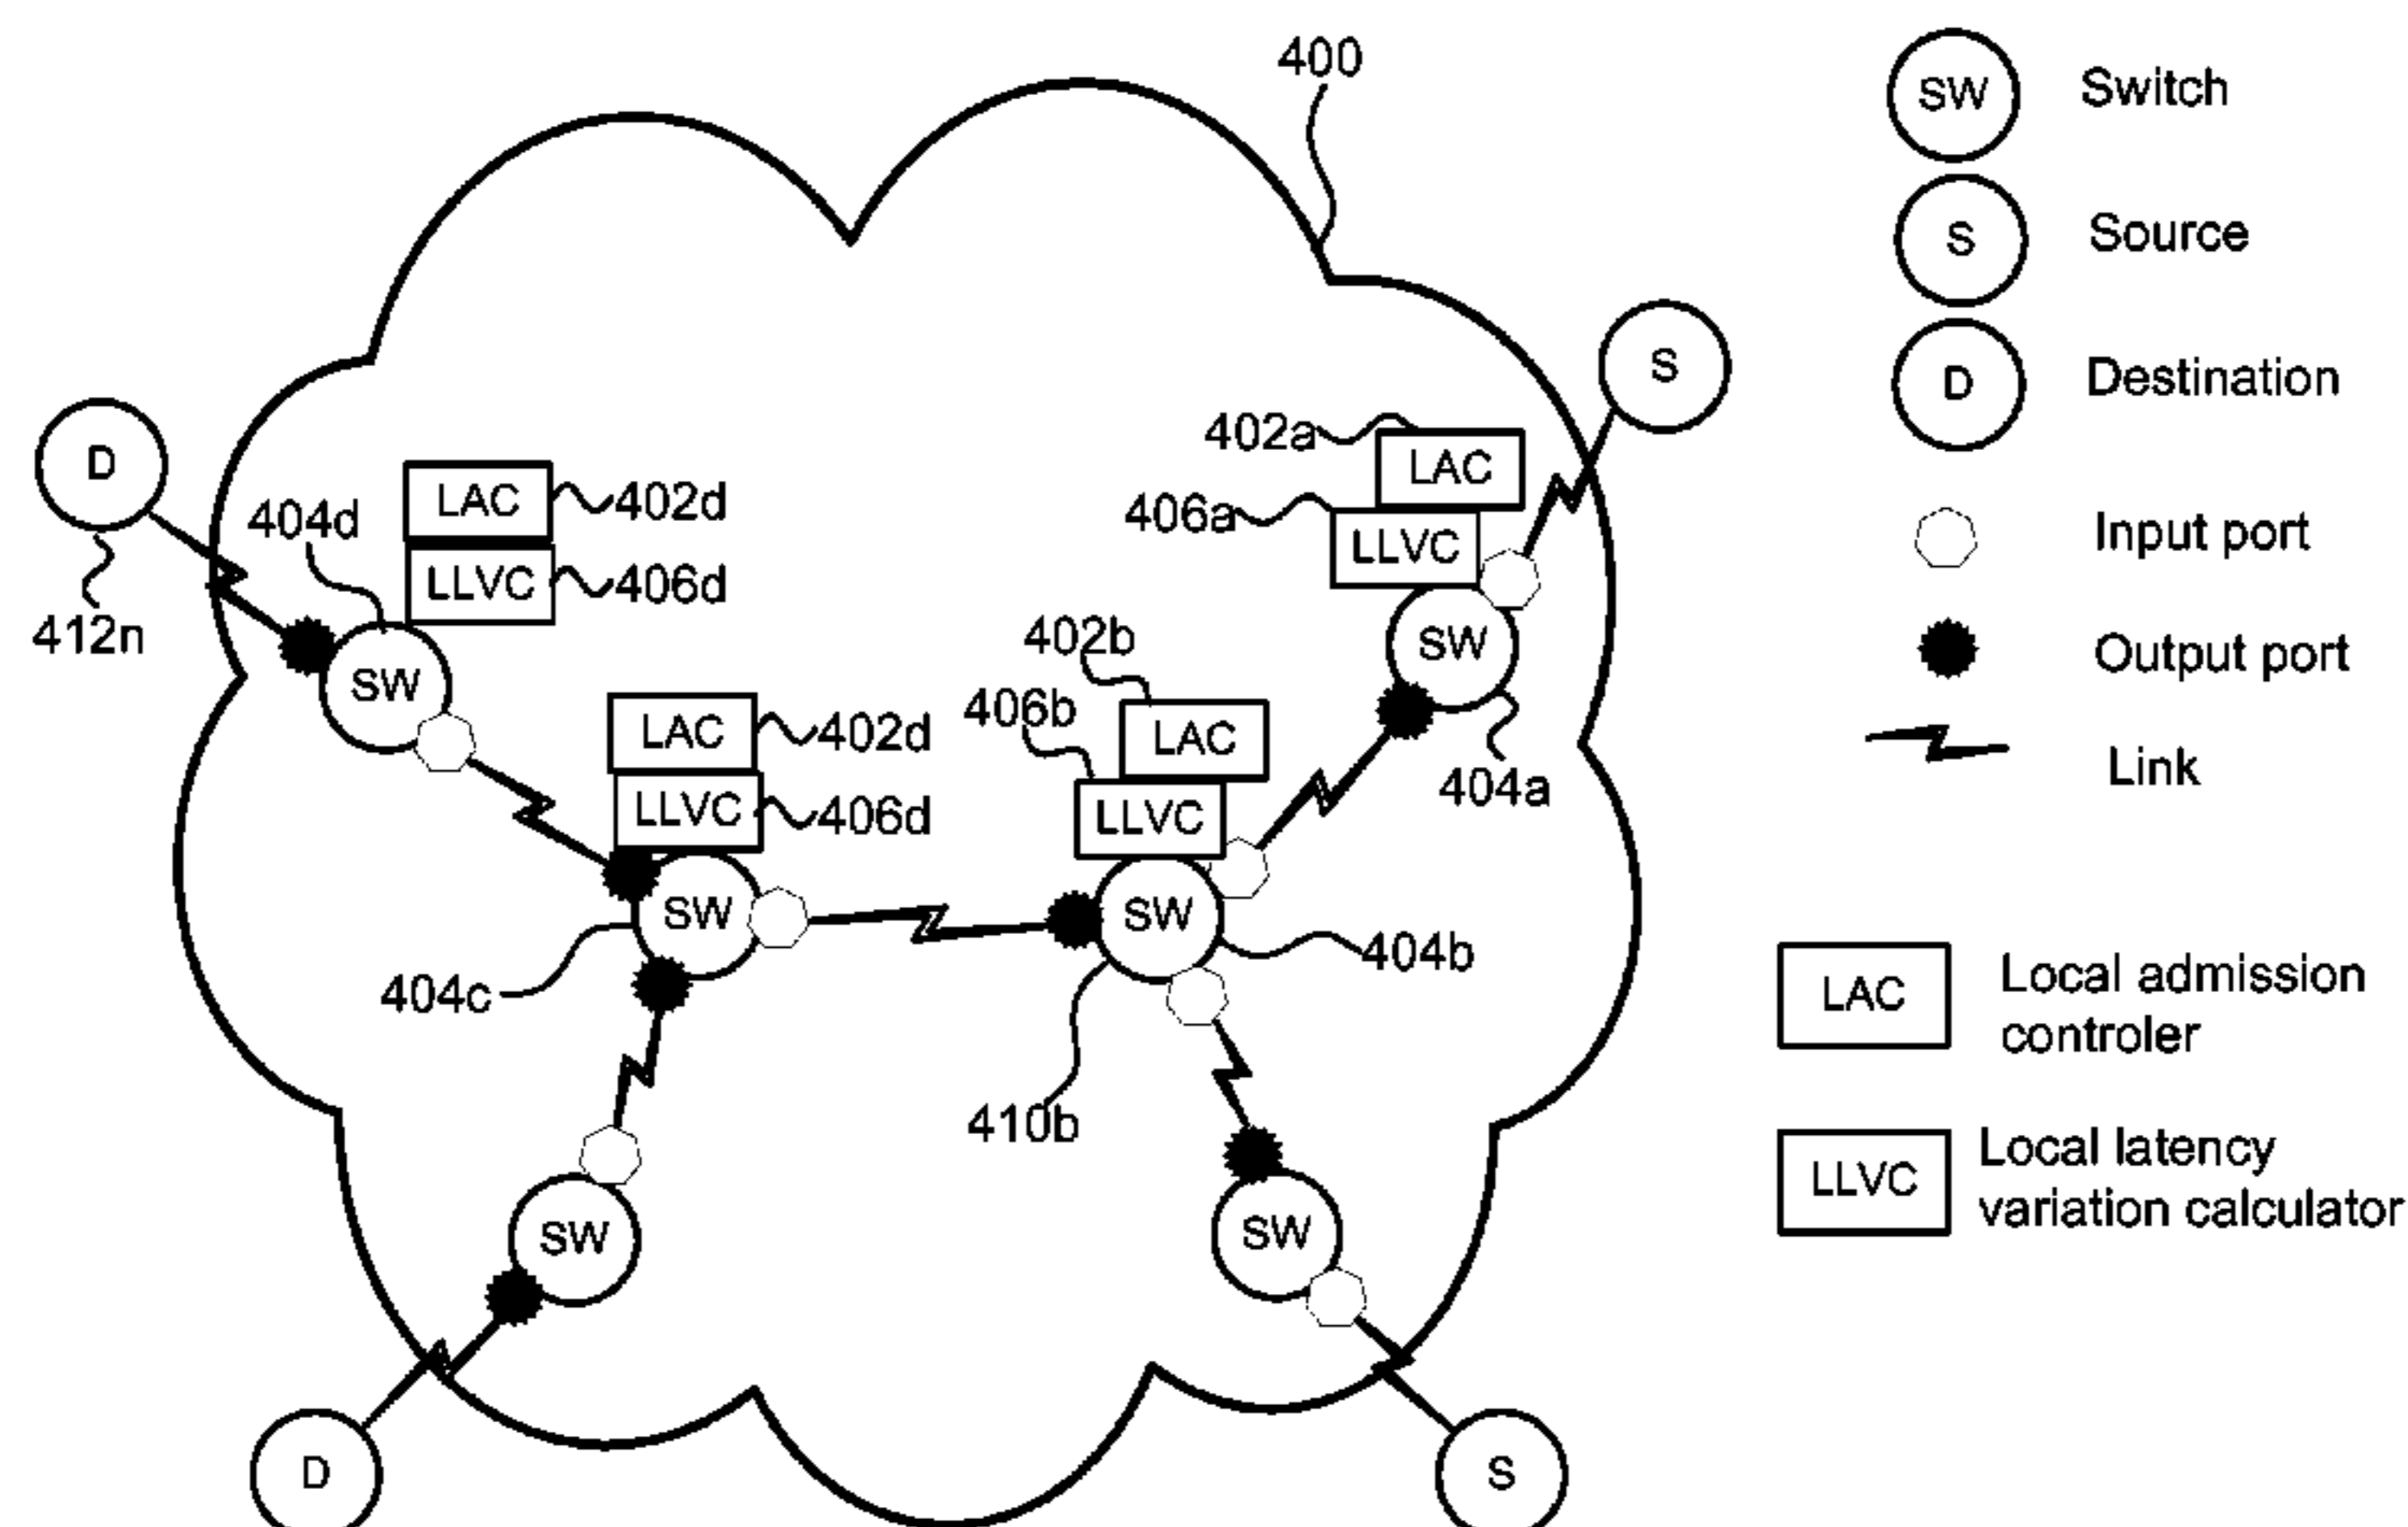 400
SW Switch
S Source
D Destination
Input port
Output port
Link
LAC Local admission
controler
LLVC Local latency
variation calculator
S
402a LAC
406a LLVC
SW
404a
D
412n
404d
LAC 402d
LLVC 406d
SW
LAC 402d
LLVC 406d
SW
404c
402b
406b
LAC
LLVC
SW
404b
410b
SW
SW
D
S